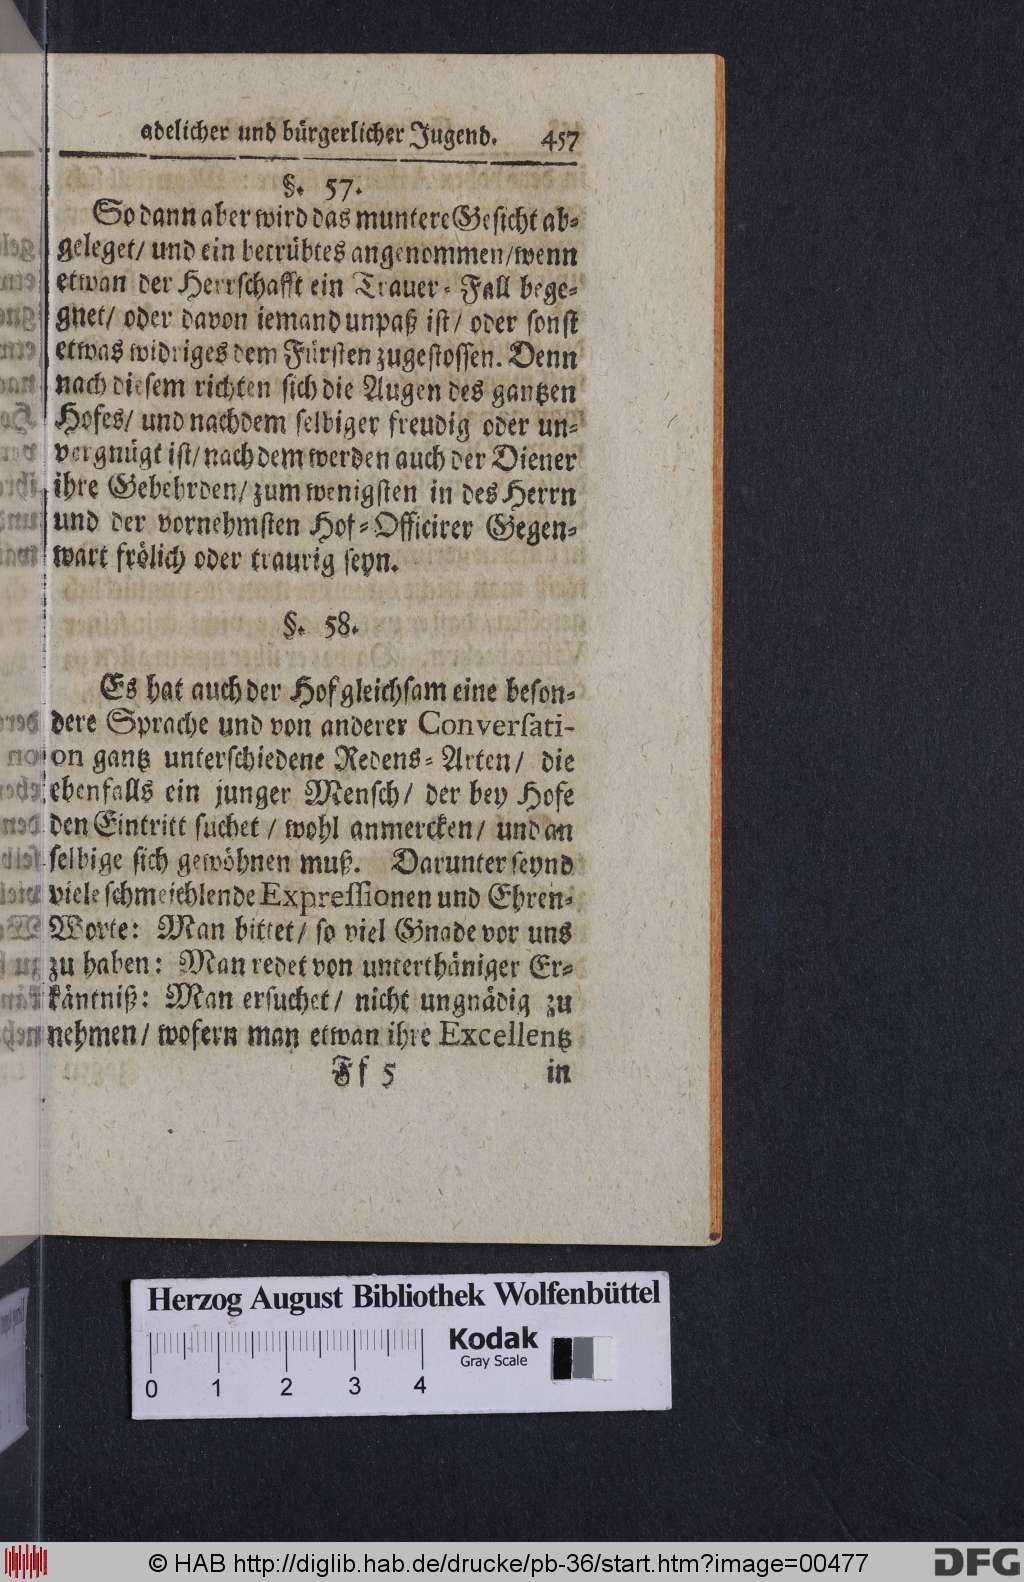 adelicher und bürgerlicher Jugend. 457
§. 57.
So dann aber wird das muntere Gesicht ab-
geleget/ und ein betrübtes angenommen/ wenn
etwan der Herrschafft ein Trauer-Fall bege-
gnet/ oder davon iemand unpaß ist/ oder sonst
etwas widriges dem Fürsten zugestossen. Denn
nach diesem richten sich die Augen des gantzen
Hofes/ und nachdem selbiger freudig oder un-
vergnügt ist/ nach dem werden auch der Diener
ihre Gebehrden/ zum wenigsten in des Herrn
und der vornehmsten Hof-Officirer Gegen-
wart frölich oder traurig seyn.
§. 58.
Es hat auch der Hof gleichsam eine beson-
dere Sprache und von anderer Conversati-
on gantz unterschiedene Redens-Arten/ die
ebenfalls ein junger Mensch/ der bey Hofe
den Eintritt suchet/ wohl anmercken/ und an
selbige sich gewöhnen muß. Darunter seynd
viele schmeichlende Expressionen und Ehren-
Worte: Man bittet/ so viel Gnade vor uns
zu haben: Man redet von unterthäniger Er-
käntniß: Man ersuchet/ nicht ungnädig zu
nehmen/ wofern man etwan ihre Excellentz
Ff 5 in
Herzog August Bibliothek Wolfenbüttel
Kodak
Gray Scale
0 1 2 3 4
© HAB http://diglib.hab.de/drucke/pb-36/start.htm?image=00477
DFG